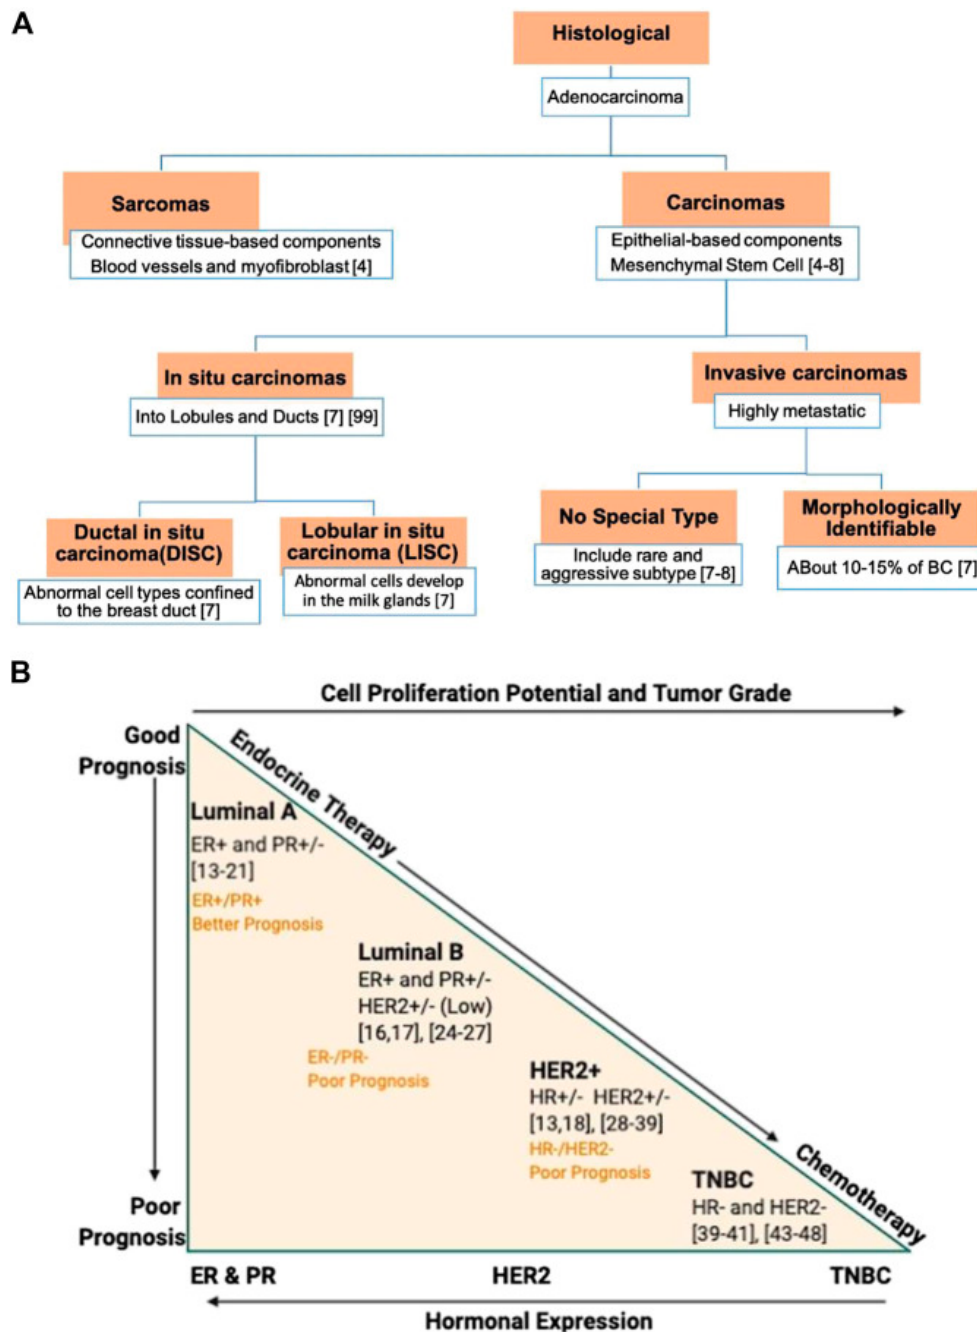 A
Histological
Adenocarcinoma
Sarcomas
Connective tissue-based components
Blood vessels and myofibroblast [4]
Carcinomas
Epithelial-based components
Mesenchymal Stem Cell [4-8]
In situ carcinomas
Into Lobules and Ducts [7] [99]
Invasive carcinomas
Highly metastatic
Ductal in situ
carcinoma(DISC)
Abnormal cell types confined
to the breast duct [7]
Lobular in situ
carcinoma (LISC)
Abnormal cells develop
in the milk glands [7]
No Special Type
Include rare and
aggressive subtype [7-8]
Morphologically
Identifiable
ABout 10-15% of BC [7]
B
Cell Proliferation Potential and Tumor Grade
Good
Prognosis
Endocrine Therapy
Luminal A
ER+ and PR+/-
[13-21]
ER+/PR+
Better Prognosis
Luminal B
ER+ and PR+/-
HER2+/- (Low)
[16,17], [24-27]
ER-/PR-
Poor Prognosis
HER2+
HR+/- HER2+/-
[13,18], [28-39]
HR-/HER2-
Poor Prognosis
Chemotherapy
TNBC
HR- and HER2-
[39-41], [43-48]
Poor
Prognosis
ER & PR
HER2
TNBC
Hormonal Expression